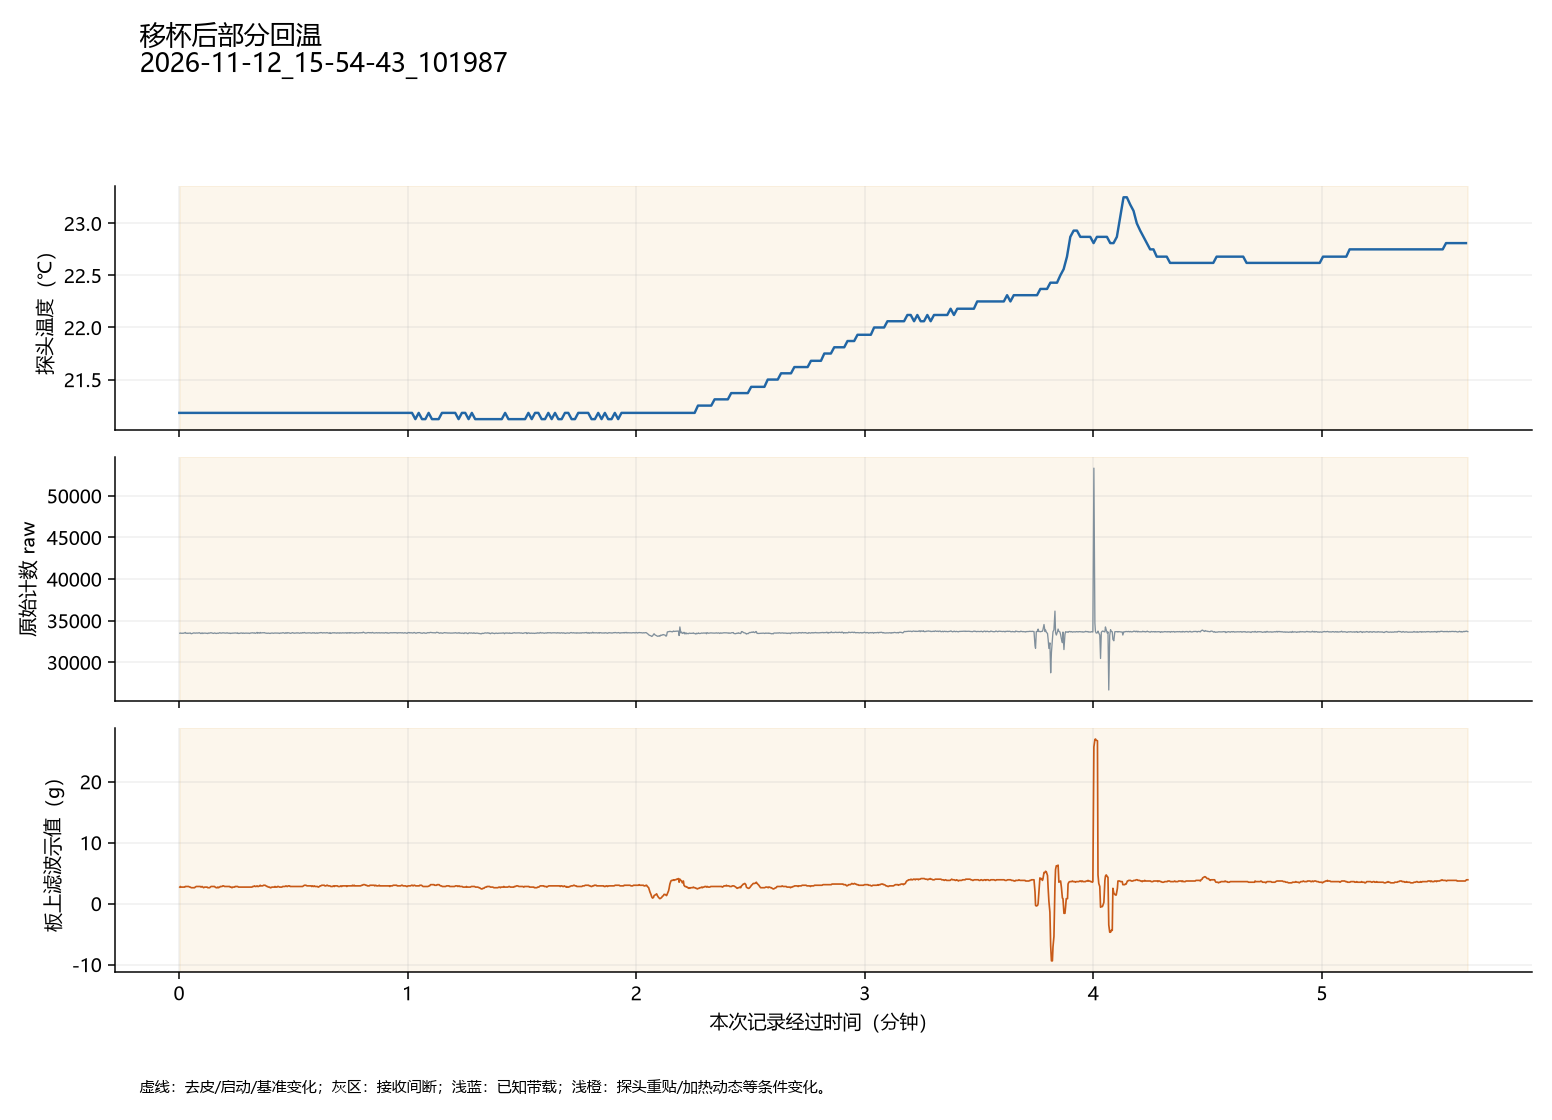 移杯后部分回温
2026-11-12_15-54-43_101987
探头温度（℃）
23.0
22.5
22.0
21.5
原始计数 raw
50000
45000
40000
35000
30000
板上滤波示值（g）
20
10
0
-10
0 1 2 3 4 5
本次记录经过时间（分钟）
虚线：去皮/启动/基准变化；灰区：接收间断；浅蓝：已知带载；浅橙：探头重贴/加热动态等条件变化。